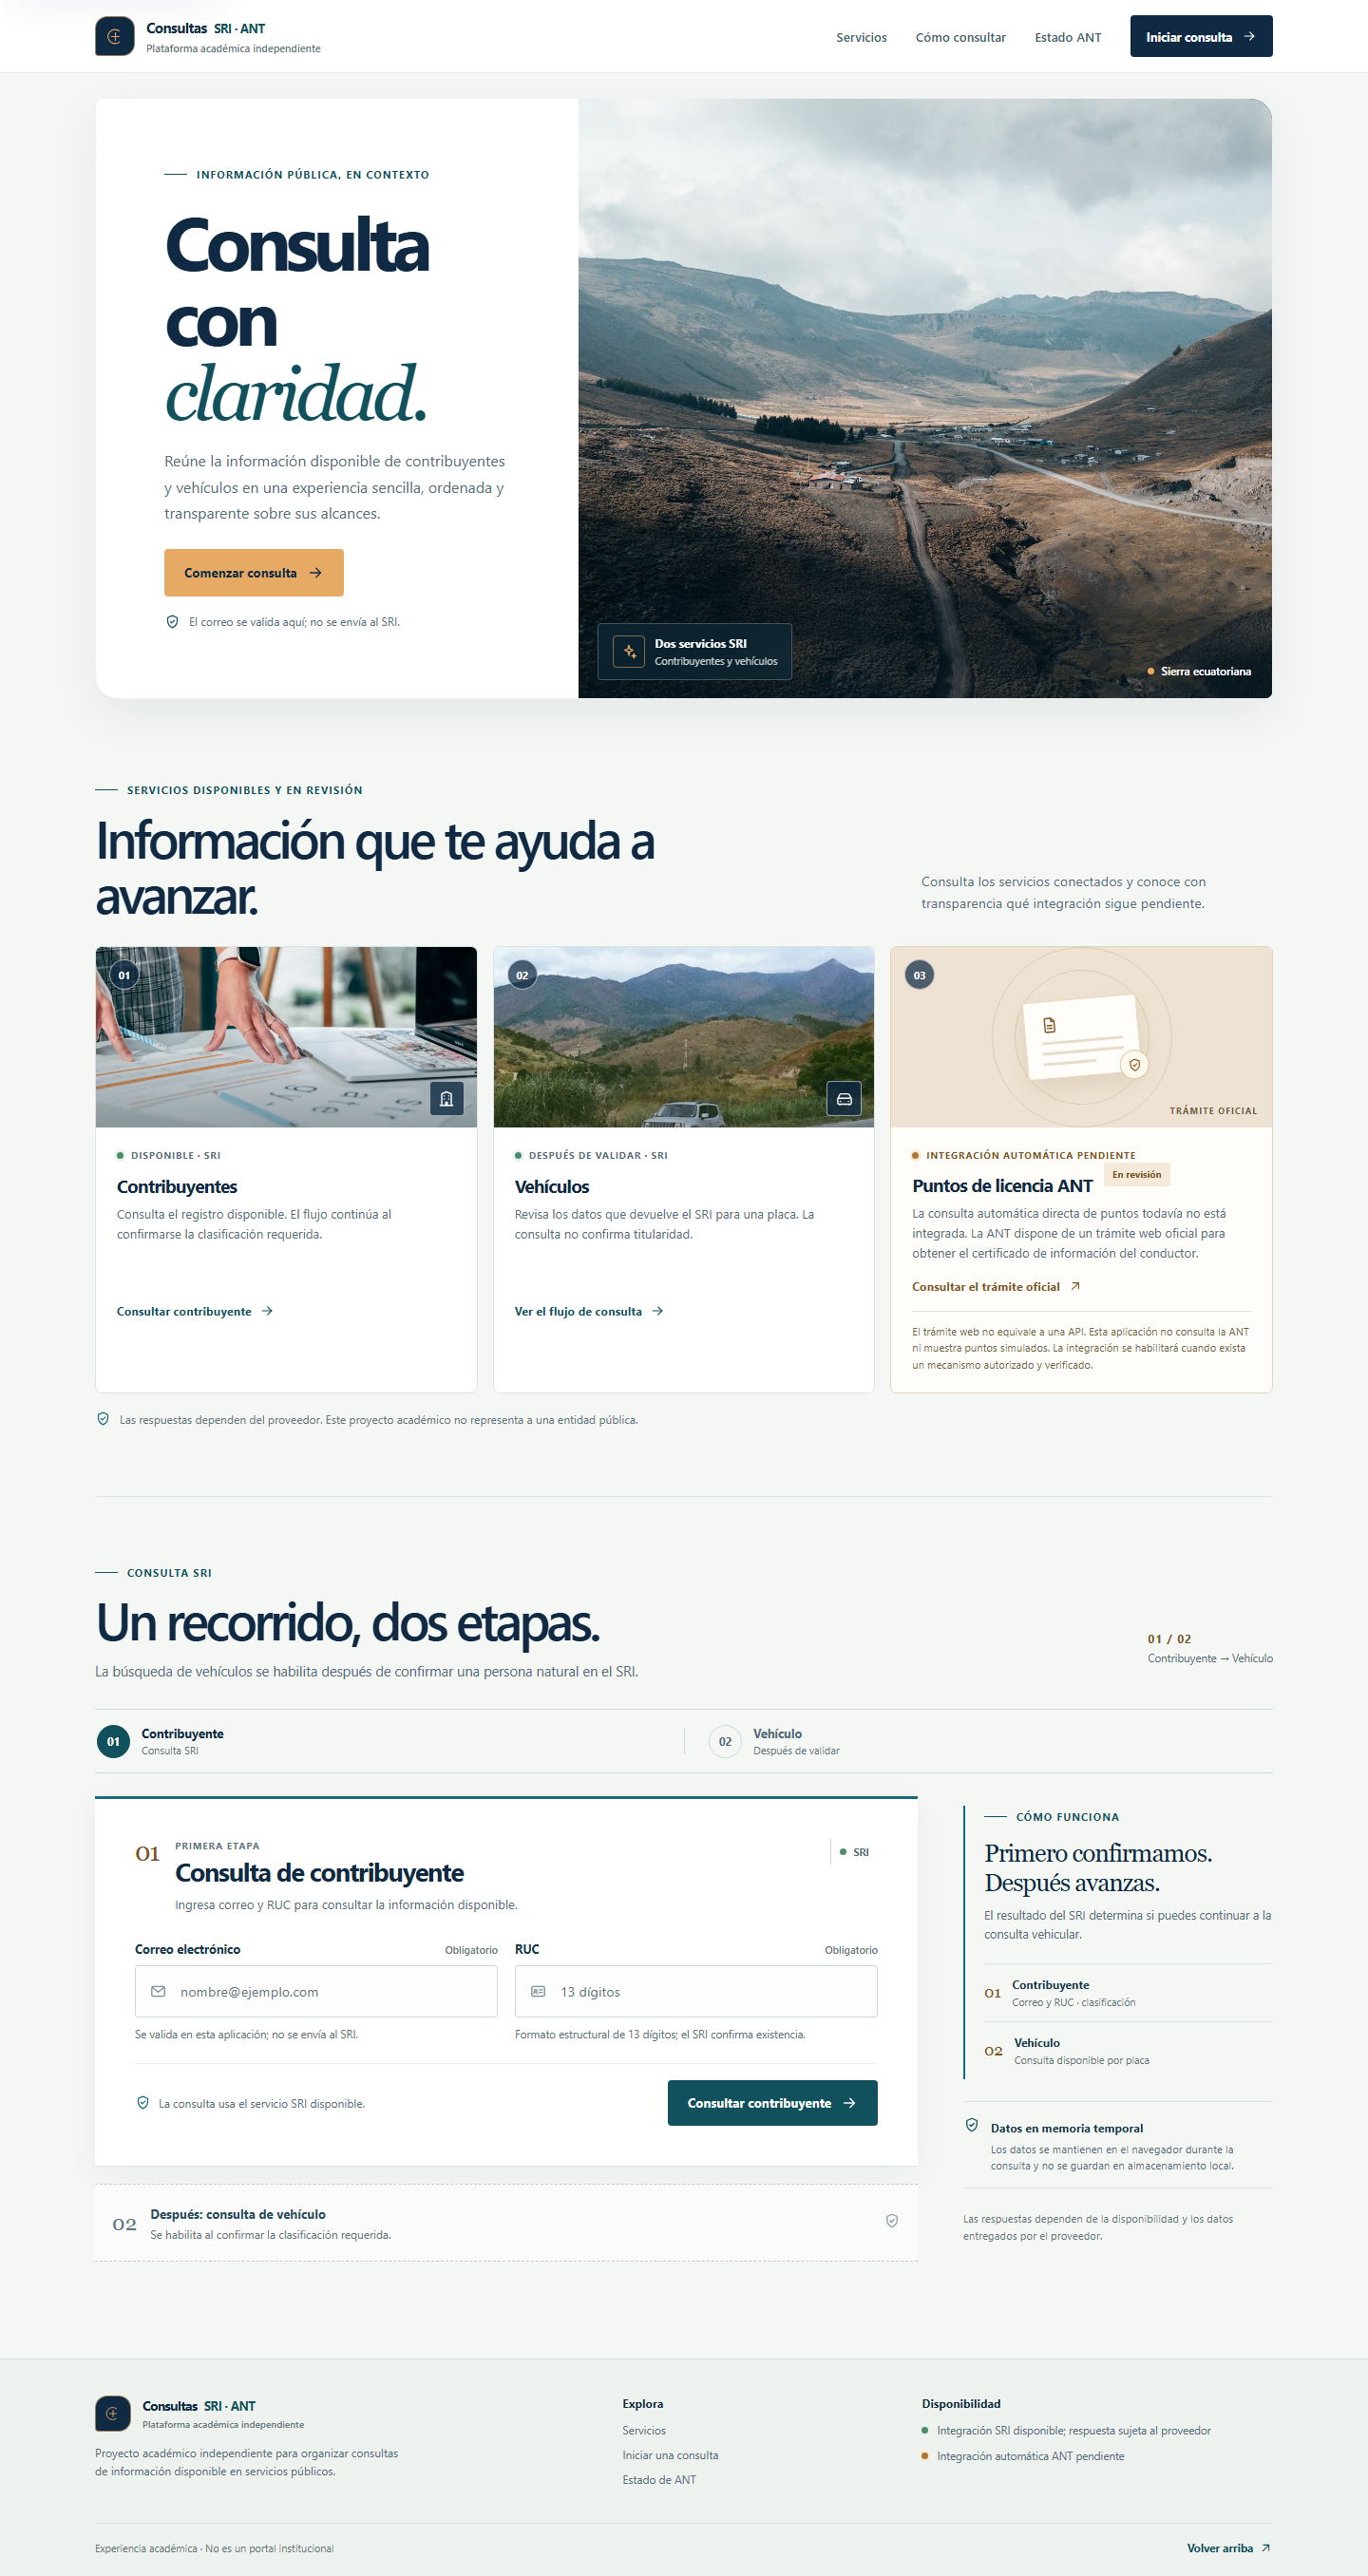 Consultas SRI · ANT
Plataforma académica independiente
Servicios
Cómo consultar
Estado ANT
Iniciar consulta
INFORMACIÓN PÚBLICA, EN CONTEXTO
Consulta
con
claridad.
Reúne la información disponible de contribuyentes
y vehículos en una experiencia sencilla, ordenada y
transparente sobre sus alcances.
Comenzar consulta
El correo se valida aquí; no se envía al SRI.
Dos servicios SRI
Contribuyentes y vehículos
Sierra ecuatoriana
SERVICIOS DISPONIBLES Y EN REVISIÓN
Información que te ayuda a
avanzar.
Consulta los servicios conectados y conoce con
transparencia qué integración sigue pendiente.
01
DISPONIBLE · SRI
Contribuyentes
Consulta el registro disponible. El flujo continúa al
confirmarse la clasificación requerida.
Consultar contribuyente
02
DESPUÉS DE VALIDAR · SRI
Vehículos
Revisa los datos que devuelve el SRI para una placa. La
consulta no confirma titularidad.
Ver el flujo de consulta
03
TRÁMITE OFICIAL
INTEGRACIÓN AUTOMÁTICA PENDIENTE
Puntos de licencia ANT
En revisión
La consulta automática directa de puntos todavía no está
integrada. La ANT dispone de un trámite web oficial para
obtener el certificado de información del conductor.
Consultar el trámite oficial
El trámite web no equivale a una API. Esta aplicación no consulta la ANT
ni muestra puntos simulados. La integración se habilitará cuando exista
un mecanismo autorizado y verificado.
Las respuestas dependen del proveedor. Este proyecto académico no representa a una entidad pública.
CONSULTA SRI
Un recorrido, dos etapas.
La búsqueda de vehículos se habilita después de confirmar una persona natural en el SRI.
01 / 02
Contribuyente → Vehículo
01
Contribuyente
Consulta SRI
02
Vehículo
Después de validar
01
PRIMERA ETAPA
Consulta de contribuyente
Ingresa correo y RUC para consultar la información disponible.
SRI
Correo electrónico
Obligatorio
nombre@ejemplo.com
Se valida en esta aplicación; no se envía al SRI.
RUC
Obligatorio
13 dígitos
Formato estructural de 13 dígitos; el SRI confirma existencia.
La consulta usa el servicio SRI disponible.
Consultar contribuyente
02
Después: consulta de vehículo
Se habilita al confirmar la clasificación requerida.
CÓMO FUNCIONA
Primero confirmamos.
Después avanzas.
El resultado del SRI determina si puedes continuar a la
consulta vehicular.
01
Contribuyente
Correo y RUC · clasificación
02
Vehículo
Consulta disponible por placa
Datos en memoria temporal
Los datos se mantienen en el navegador durante la
consulta y no se guardan en almacenamiento local.
Las respuestas dependen de la disponibilidad y los datos
entregados por el proveedor.
Consultas SRI · ANT
Plataforma académica independiente
Proyecto académico independiente para organizar consultas
de información disponible en servicios públicos.
Explora
Servicios
Iniciar una consulta
Estado de ANT
Disponibilidad
Integración SRI disponible; respuesta sujeta al proveedor
Integración automática ANT pendiente
Experiencia académica · No es un portal institucional
Volver arriba